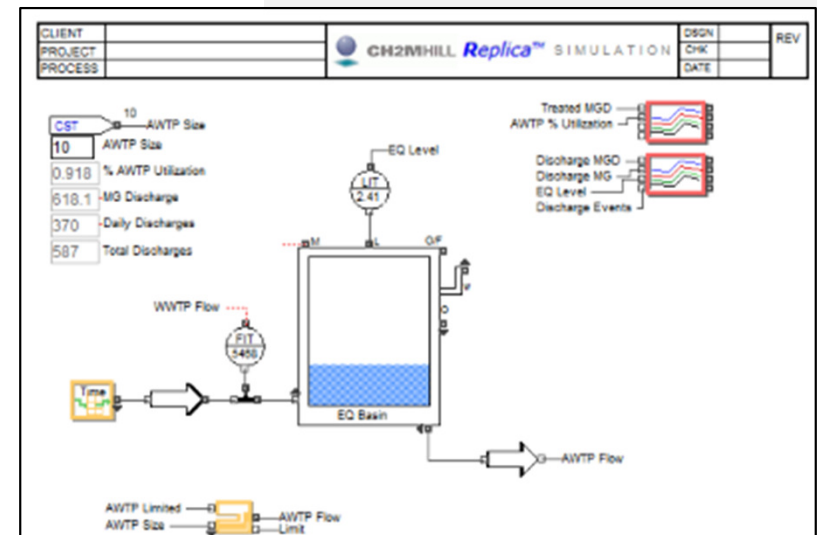 CLIENT
PROJECT
PROCESS
CH2MHILL Replica™ SIMULATION
DSGN
CHK
DATE
REV
CST
10
AWTP Size
10 AWTP Size
0.918 % AWTP Utilization
618.1 MG Discharge
370 Daily Discharges
587 Total Discharges
Treated MGD
AWTP % Utilization
Discharge MGD
Discharge MG
EQ Level
Discharge Events
EQ Level
LIT
2.41
M
L
O/F
V
O
WWTP Flow
FIT
5468
Time
EQ Basin
AWTP Flow
AWTP Limited
AWTP Size
AWTP Flow
Limit